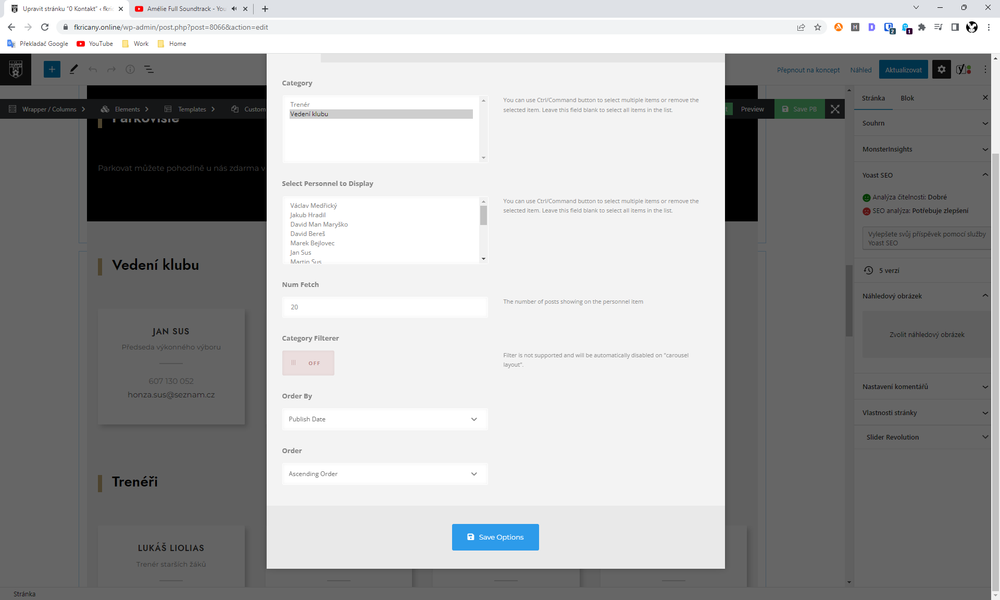 Upravit stránku “0 Kontakt” ‹ fkric
Amélie Full Soundtrack - You
fkricany.online/wp-admin/post.php?post=8066&action=edit
2
1
Překladač Google
YouTube
Work
Home
Přepnout na koncept
Náhled
Aktualizovat
Wrapper / Columns
Elements
Templates
Custom
Preview
Save PB
Parkoviště
Parkovat můžete pohodlně u nás zdarma v
Vedení klubu
JAN SUS
Předseda výkonného výboru
607 130 052
honza.sus@seznam.cz
Trenéři
LUKÁŠ LIOLIAS
Trenér starších žáků
Category
Trenér
Vedení klubu
You can use Ctrl/Command button to select multiple items or remove the
selected item. Leave this field blank to select all items in the list.
Select Personnel to Display
Václav Medřický
Jakub Hradil
David Man Maryško
David Bereš
Marek Bejlovec
Jan Sus
Martin Sus
You can use Ctrl/Command button to select multiple items or remove the
selected item. Leave this field blank to select all items in the list.
Num Fetch
20
The number of posts showing on the personnel item
Category Filterer
OFF
Filter is not supported and will be automatically disabled on "carousel
layout".
Order By
Publish Date
Order
Ascending Order
Save Options
Stránka
Blok
Souhrn
MonsterInsights
Yoast SEO
Analýza čitelnosti: Dobré
SEO analýza: Potřebuje zlepšení
Vylepšete svůj příspěvek pomocí služby
Yoast SEO
5 verzí
Náhledový obrázek
Zvolit náhledový obrázek
Nastavení komentářů
Vlastnosti stránky
Slider Revolution
Stránka